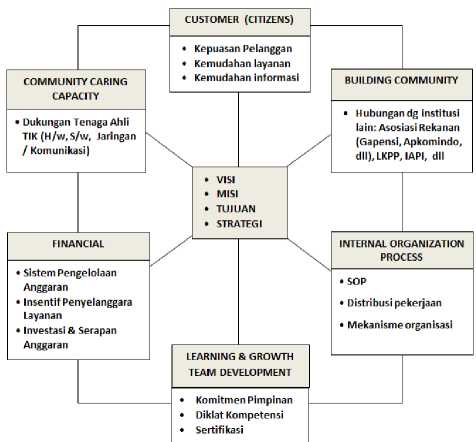 CUSTOMER (CITIZENS)
• Kepuasan Pelanggan
• Kemudahan layanan
• Kemudahan informasi
COMMUNITY CARING
CAPACITY
• Dukungan Tenaga Ahli
TIK (H/w, S/w, Jaringan
/ Komunikasi)
BUILDING COMMUNITY
• Hubungan dg institusi
lain: Asosiasi Rekanan
(Gapensi, Apkomindo,
dll), LKPP, IAPI, dll
• VISI
• MISI
• TUJUAN
• STRATEGI
FINANCIAL
• Sistem Pengelolaan
Anggaran
• Insentif Penyelanggara
Layanan
• Investasi & Serapan
Anggaran
INTERNAL ORGANIZATION
PROCESS
• SOP
• Distribusi pekerjaan
• Mekanisme organisasi
LEARNING & GROWTH
TEAM DEVELOPMENT
• Komitmen Pimpinan
• Diklat Kompetensi
• Sertifikasi